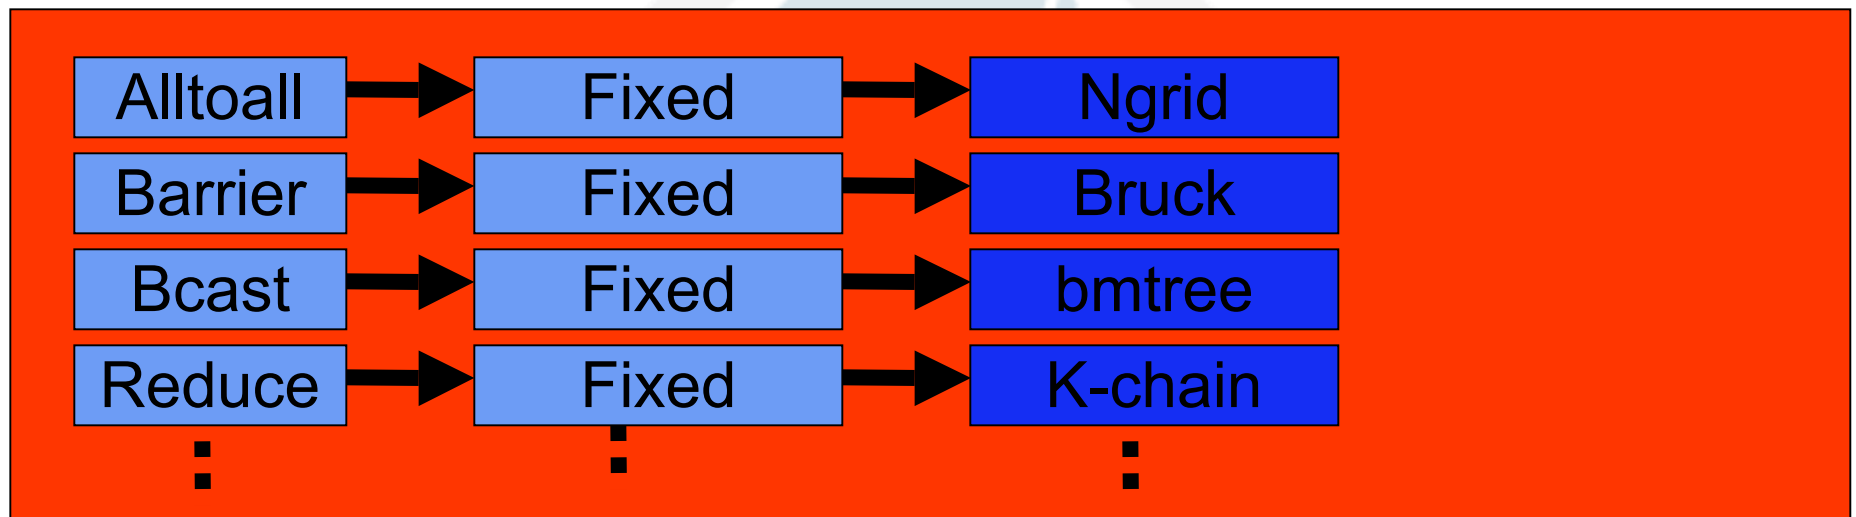 Alltoall Fixed Ngrid
Barrier Fixed Bruck
Bcast Fixed bmtree
Reduce Fixed K-chain